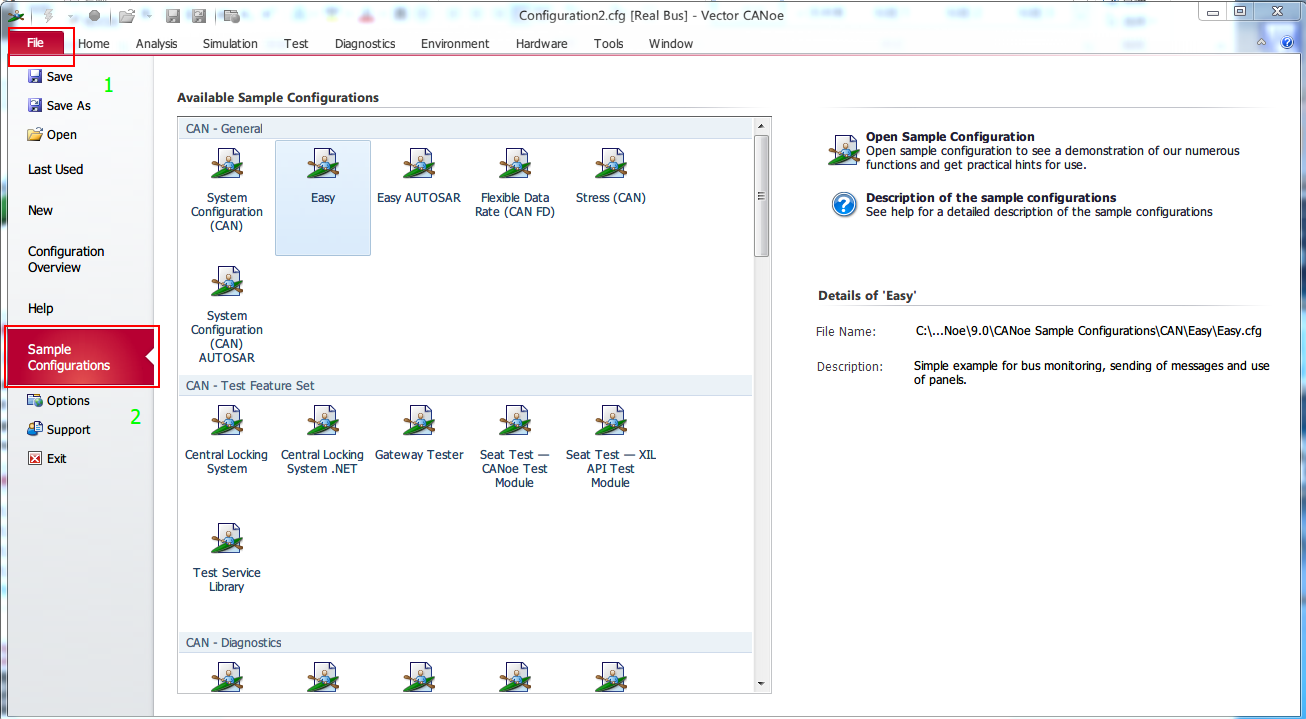 Configuration2.cfg [Real Bus] - Vector CANoe
File
Home
Analysis
Simulation
Test
Diagnostics
Environment
Hardware
Tools
Window
Save
1
Save As
Open
Last Used
New
Configuration
Overview
Help
Sample
Configurations
Options
2
Support
Exit
Available Sample Configurations
CAN - General
System
Configuration
(CAN)
Easy
Easy AUTOSAR
Flexible Data
Rate (CAN FD)
Stress (CAN)
System
Configuration
(CAN)
AUTOSAR
CAN - Test Feature Set
Central Locking
System
Central Locking
System .NET
Gateway Tester
Seat Test —
CANoe Test
Module
Seat Test — XIL
API Test
Module
Test Service
Library
CAN - Diagnostics
Open Sample Configuration
Open sample configuration to see a demonstration of our numerous
functions and get practical hints for use.
Description of the sample configurations
See help for a detailed description of the sample configurations
Details of 'Easy'
File Name:
C:\...Noe\9.0\CANoe Sample Configurations\CAN\Easy\Easy.cfg
Description:
Simple example for bus monitoring, sending of messages and use
of panels.